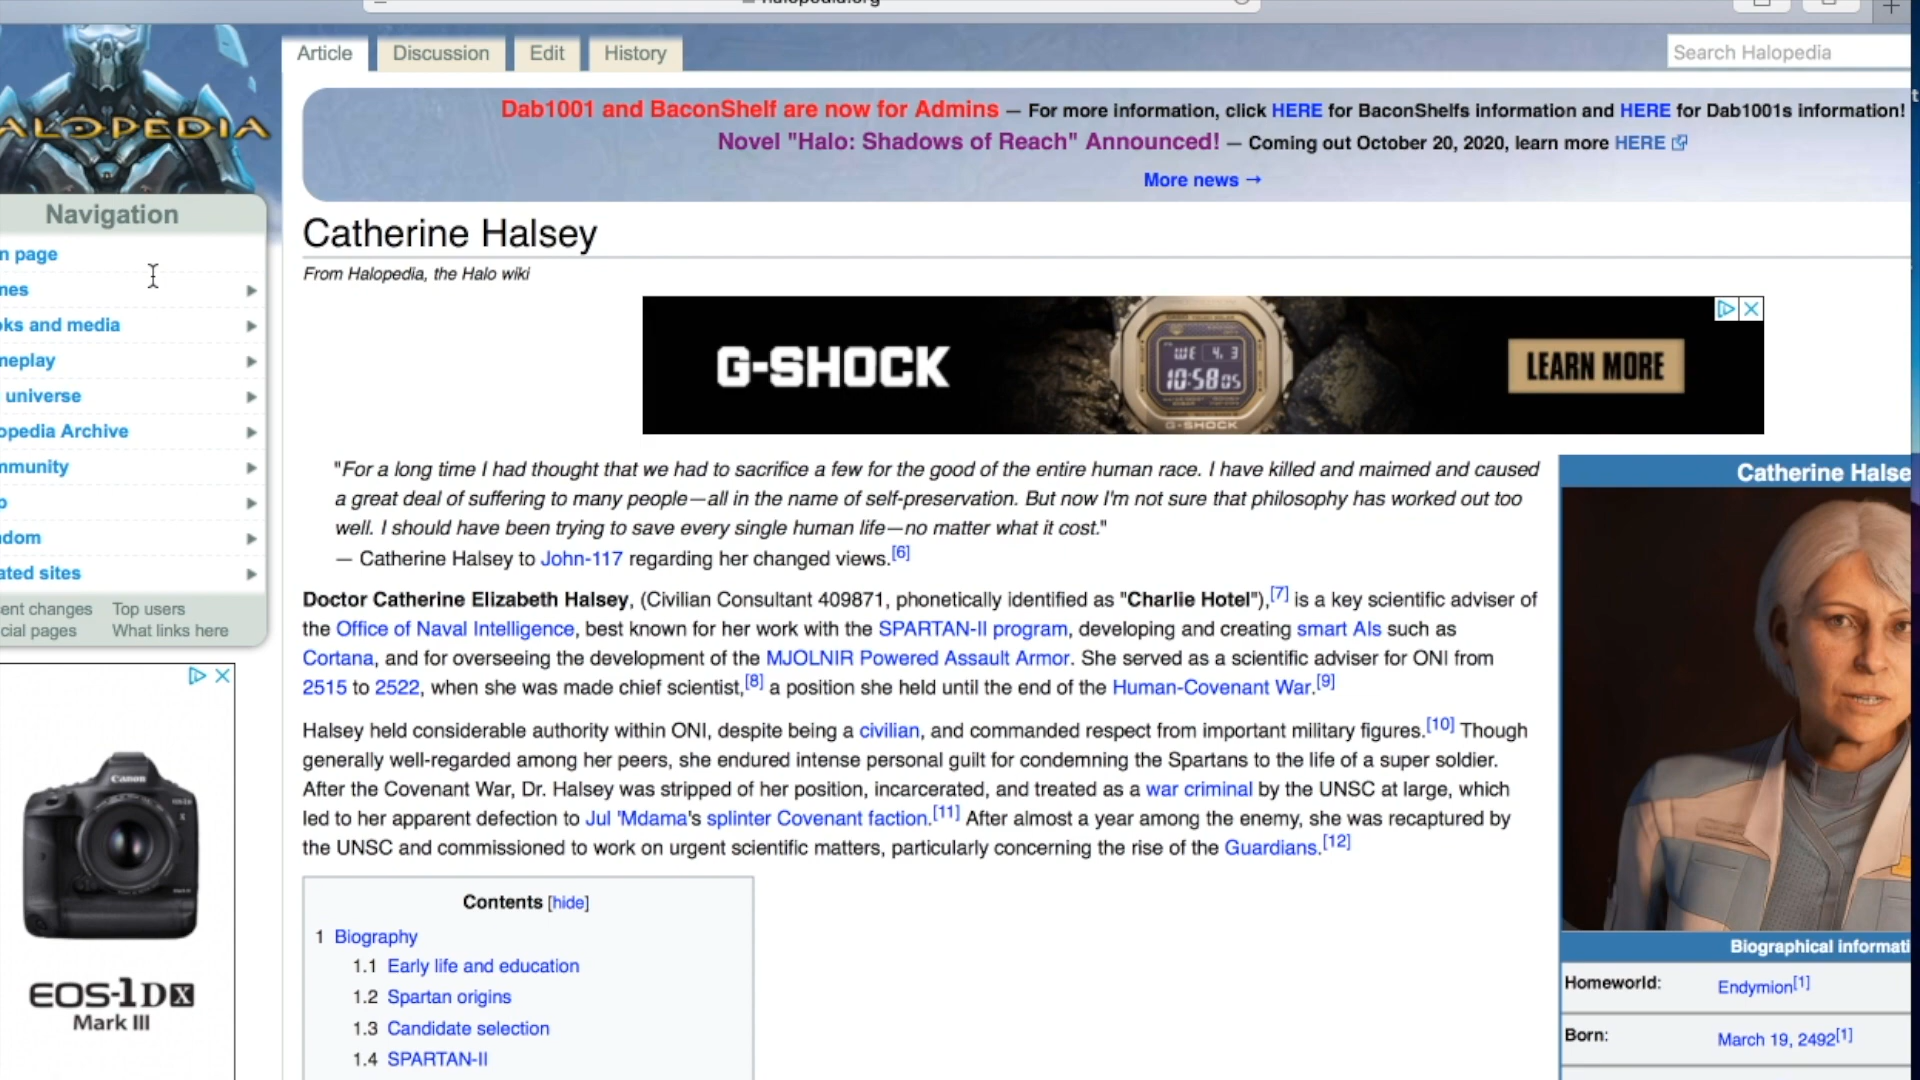 halopedia.org
Article
Discussion
Edit
History
Search Halopedia
ALOPEDIA
Dab1001 and BaconShelf are now for Admins — For more information, click HERE for BaconShelfs information and HERE for Dab1001s information!
Novel "Halo: Shadows of Reach" Announced! — Coming out October 20, 2020, learn more HERE
More news →
Navigation
n page
nes
ks and media
neplay
universe
opedia Archive
mmunity
dom
ated sites
ent changes Top users
cial pages What links here
Catherine Halsey
From Halopedia, the Halo wiki
G-SHOCK
WE 4. 3
10:58 05
G-SHOCK
LEARN MORE
"For a long time I had thought that we had to sacrifice a few for the good of the entire human race. I have killed and maimed and caused
a great deal of suffering to many people—all in the name of self-preservation. But now I'm not sure that philosophy has worked out too
well. I should have been trying to save every single human life—no matter what it cost."
— Catherine Halsey to John-117 regarding her changed views.[6]
Doctor Catherine Elizabeth Halsey, (Civilian Consultant 409871, phonetically identified as "Charlie Hotel"),[7] is a key scientific adviser of
the Office of Naval Intelligence, best known for her work with the SPARTAN-II program, developing and creating smart AIs such as
Cortana, and for overseeing the development of the MJOLNIR Powered Assault Armor. She served as a scientific adviser for ONI from
2515 to 2522, when she was made chief scientist,[8] a position she held until the end of the Human-Covenant War.[9]
Halsey held considerable authority within ONI, despite being a civilian, and commanded respect from important military figures.[10] Though
generally well-regarded among her peers, she endured intense personal guilt for condemning the Spartans to the life of a super soldier.
After the Covenant War, Dr. Halsey was stripped of her position, incarcerated, and treated as a war criminal by the UNSC at large, which
led to her apparent defection to Jul 'Mdama's splinter Covenant faction.[11] After almost a year among the enemy, she was recaptured by
the UNSC and commissioned to work on urgent scientific matters, particularly concerning the rise of the Guardians.[12]
Contents [hide]
1 Biography
1.1 Early life and education
1.2 Spartan origins
1.3 Candidate selection
1.4 SPARTAN-II
Catherine Halse
Biographical informati
Homeworld: Endymion[1]
Born: March 19, 2492[1]
Canon
EOS-1DX
Mark III